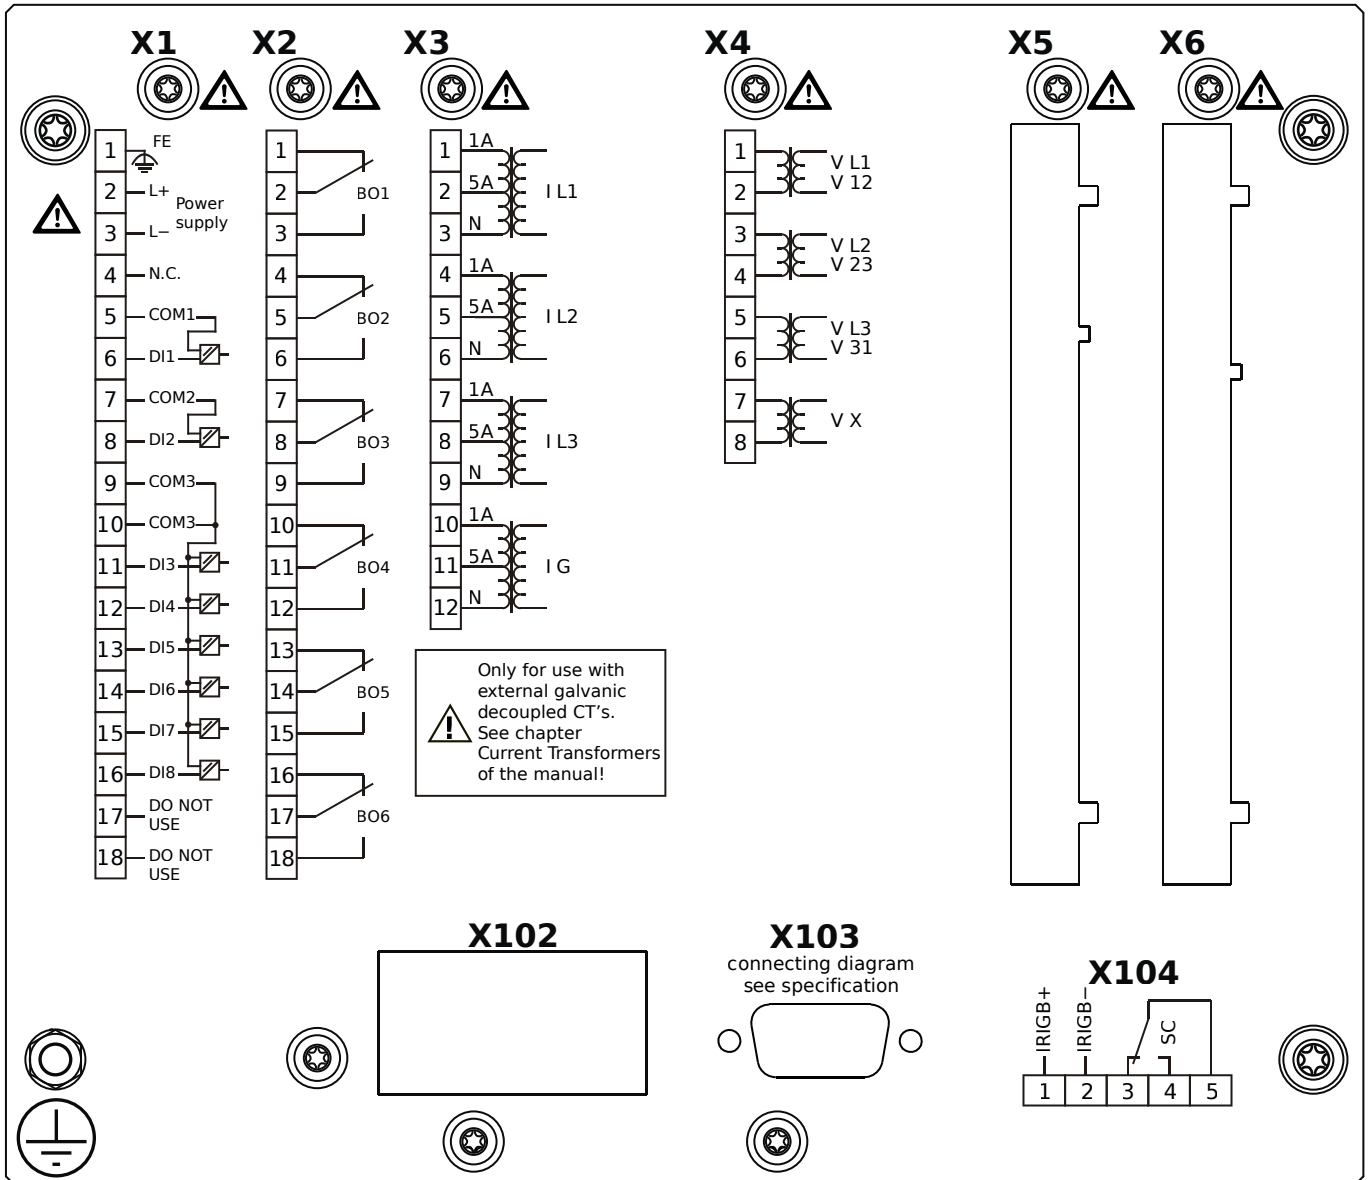 X1 X2 X3 X4 X5 X6
1 FE
2 L+
Power
supply
3 L−
4 N.C.
5 COM1
6 DI1
7 COM2
8 DI2
9 COM3
10 COM3
11 DI3
12 DI4
13 DI5
14 DI6
15 DI7
16 DI8
17 DO NOT
USE
18 DO NOT
USE
1
2 BO1
3
4
5 BO2
6
7
8 BO3
9
10
11 BO4
12
13
14 BO5
15
16
17 BO6
18
1 1A
2 5A I L1
3 N
4 1A
5 5A I L2
6 N
7 1A
8 5A I L3
9 N
10 1A
11 5A I G
12 N
Only for use with
external galvanic
decoupled CT's.
See chapter
Current Transformers
of the manual!
1 V L1
2 V 12
3 V L2
4 V 23
5 V L3
6 V 31
7 V X
8
X102
X103
connecting diagram
see specification
X104
IRIGB+ IRIGB− SC
1 2 3 4 5